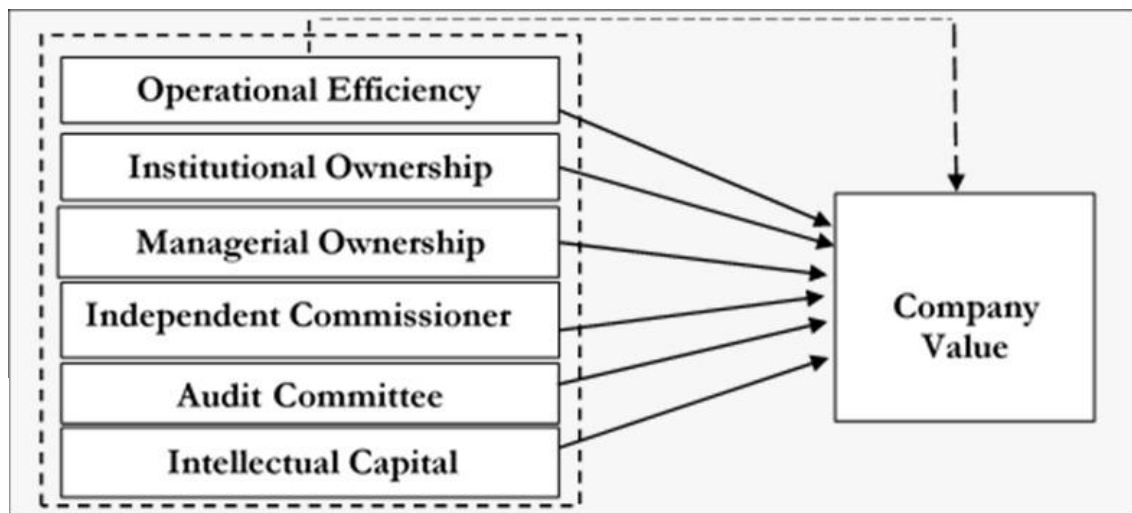 Operational Efficiency
Institutional Ownership
Managerial Ownership
Independent Commissioner
Audit Committee
Intellectual Capital
Company
Value